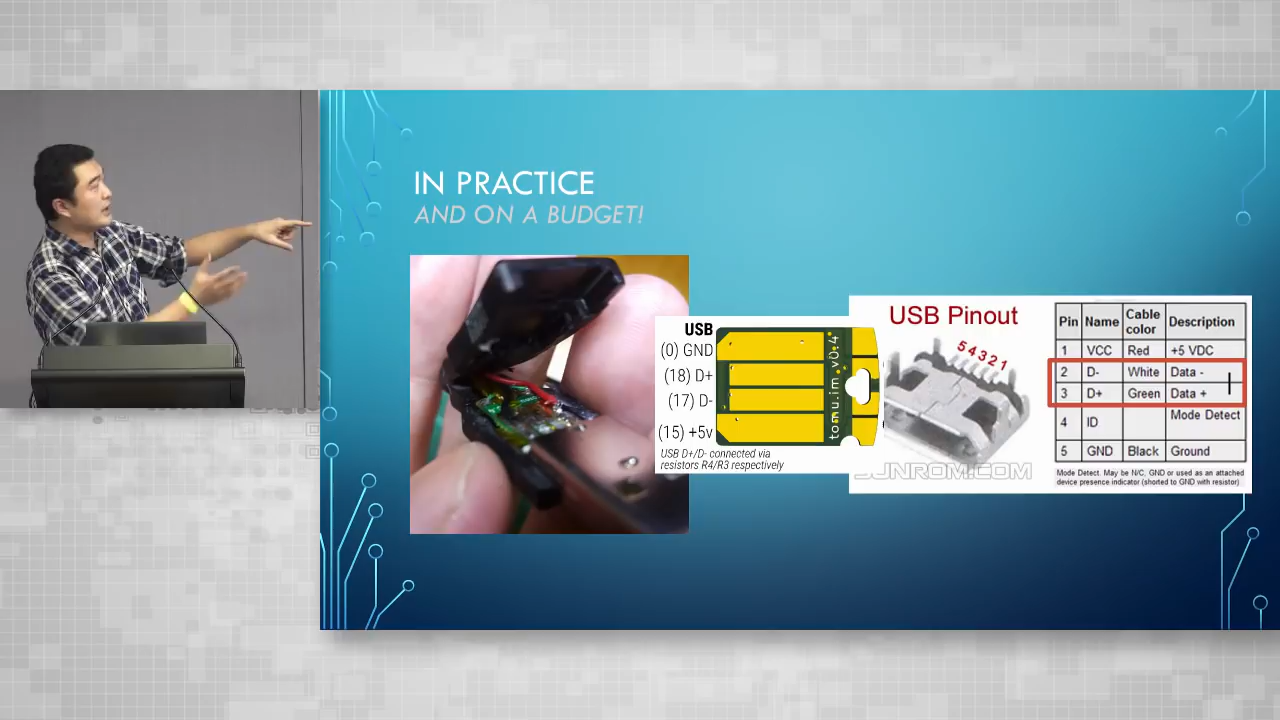 IN PRACTICE
AND ON A BUDGET!
USB
(0) GND
(18) D+
(17) D-
(15) +5v
tomu.im v0.4
USB D+/D- connected via
resistors R4/R3 respectively
USB Pinout
54321
SUNROM.COM
Pin Name Cable color Description
1 VCC Red +5 VDC
2 D- White Data -
3 D+ Green Data +
4 ID Mode Detect
5 GND Black Ground
Mode Detect. May be N/C, GND or used as an attached
device presence indicator (shorted to GND with resistor)